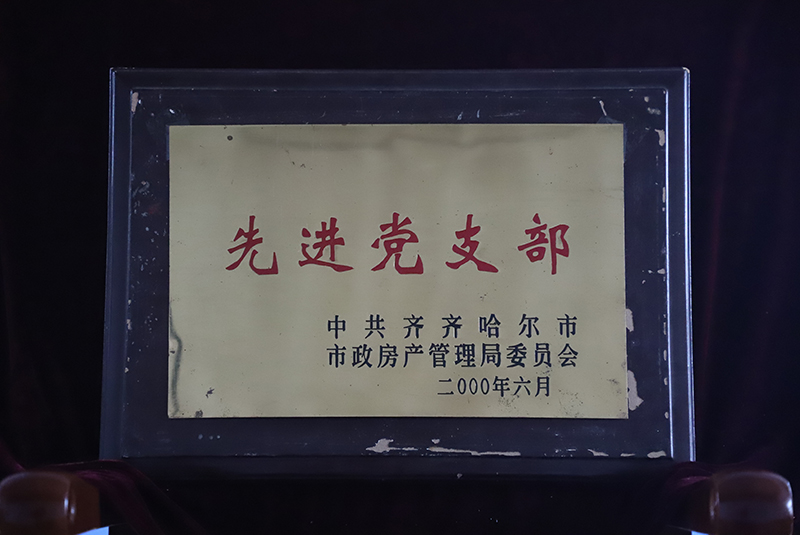 先进党支部
中共齐齐哈尔市
市政房产管理局委员会
二000年六月